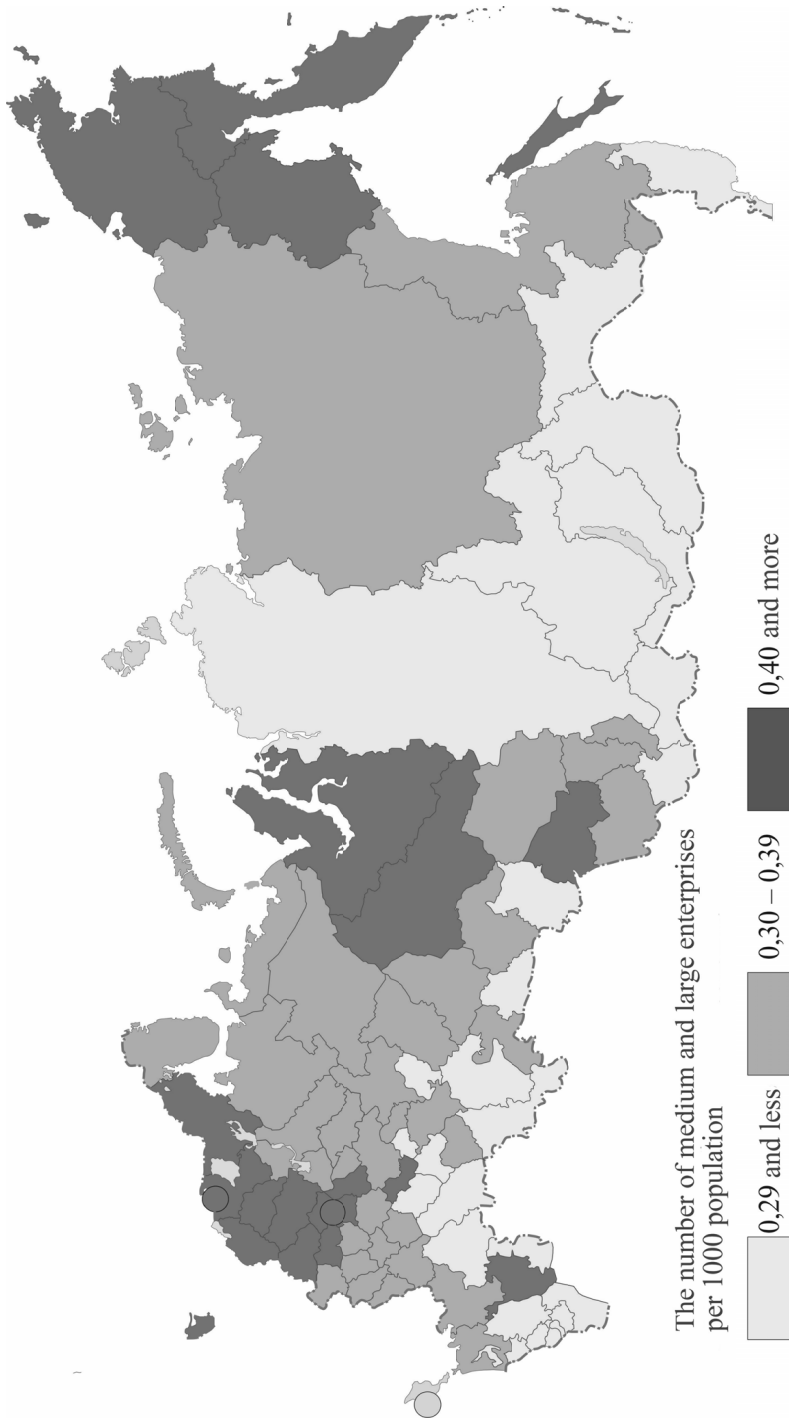 The number of medium and large enterprises
per 1000 population
0,29 and less
0,30 – 0,39
0,40 and more